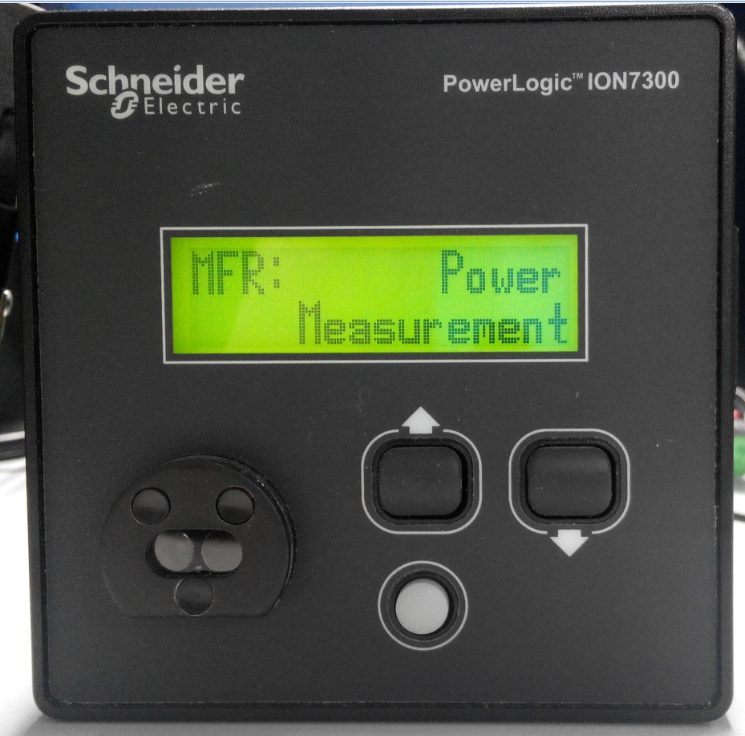 Schneider
Electric
PowerLogic™ ION7300
MFR: Power
Measurement